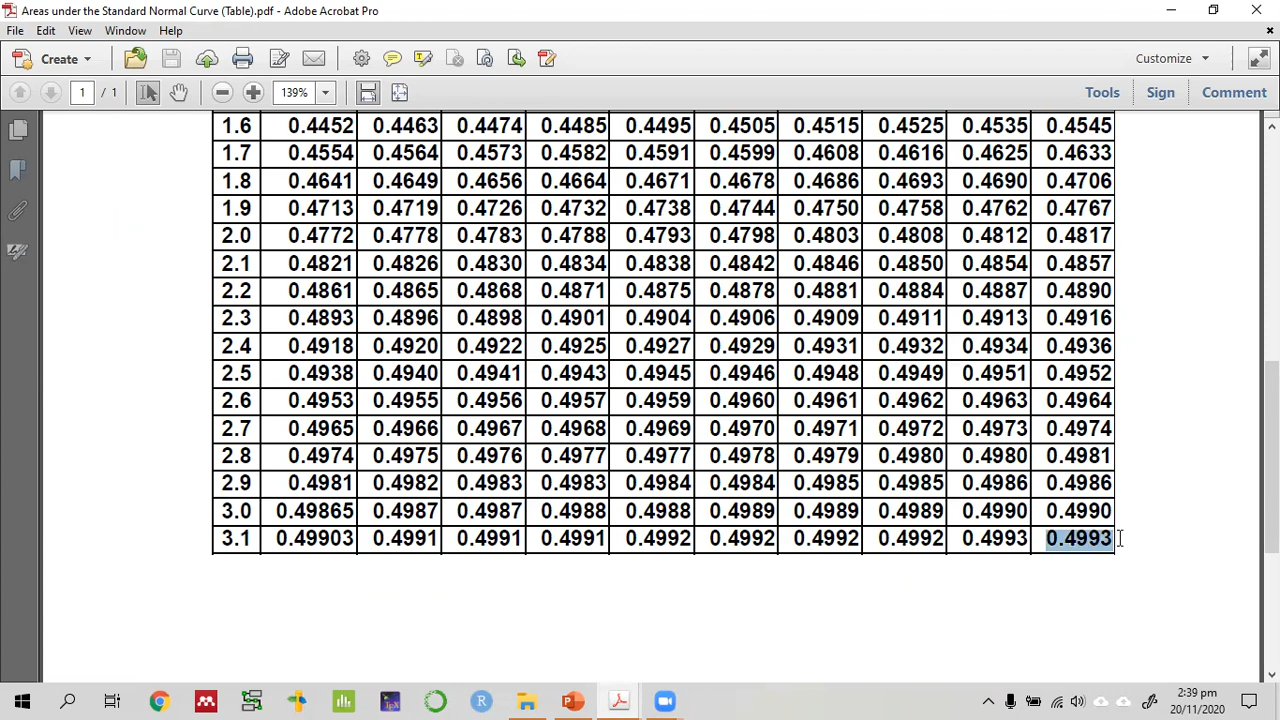 Areas under the Standard Normal Curve (Table).pdf - Adobe Acrobat Pro
File Edit View Window Help
Create Customize
1 / 1 139% Tools Sign Comment
1.6 0.4452 0.4463 0.4474 0.4485 0.4495 0.4505 0.4515 0.4525 0.4535 0.4545
1.7 0.4554 0.4564 0.4573 0.4582 0.4591 0.4599 0.4608 0.4616 0.4625 0.4633
1.8 0.4641 0.4649 0.4656 0.4664 0.4671 0.4678 0.4686 0.4693 0.4690 0.4706
1.9 0.4713 0.4719 0.4726 0.4732 0.4738 0.4744 0.4750 0.4758 0.4762 0.4767
2.0 0.4772 0.4778 0.4783 0.4788 0.4793 0.4798 0.4803 0.4808 0.4812 0.4817
2.1 0.4821 0.4826 0.4830 0.4834 0.4838 0.4842 0.4846 0.4850 0.4854 0.4857
2.2 0.4861 0.4865 0.4868 0.4871 0.4875 0.4878 0.4881 0.4884 0.4887 0.4890
2.3 0.4893 0.4896 0.4898 0.4901 0.4904 0.4906 0.4909 0.4911 0.4913 0.4916
2.4 0.4918 0.4920 0.4922 0.4925 0.4927 0.4929 0.4931 0.4932 0.4934 0.4936
2.5 0.4938 0.4940 0.4941 0.4943 0.4945 0.4946 0.4948 0.4949 0.4951 0.4952
2.6 0.4953 0.4955 0.4956 0.4957 0.4959 0.4960 0.4961 0.4962 0.4963 0.4964
2.7 0.4965 0.4966 0.4967 0.4968 0.4969 0.4970 0.4971 0.4972 0.4973 0.4974
2.8 0.4974 0.4975 0.4976 0.4977 0.4977 0.4978 0.4979 0.4980 0.4980 0.4981
2.9 0.4981 0.4982 0.4983 0.4983 0.4984 0.4984 0.4985 0.4985 0.4986 0.4986
3.0 0.49865 0.4987 0.4987 0.4988 0.4988 0.4989 0.4989 0.4989 0.4990 0.4990
3.1 0.49903 0.4991 0.4991 0.4991 0.4992 0.4992 0.4992 0.4992 0.4993 0.4993
2:39 pm
20/11/2020